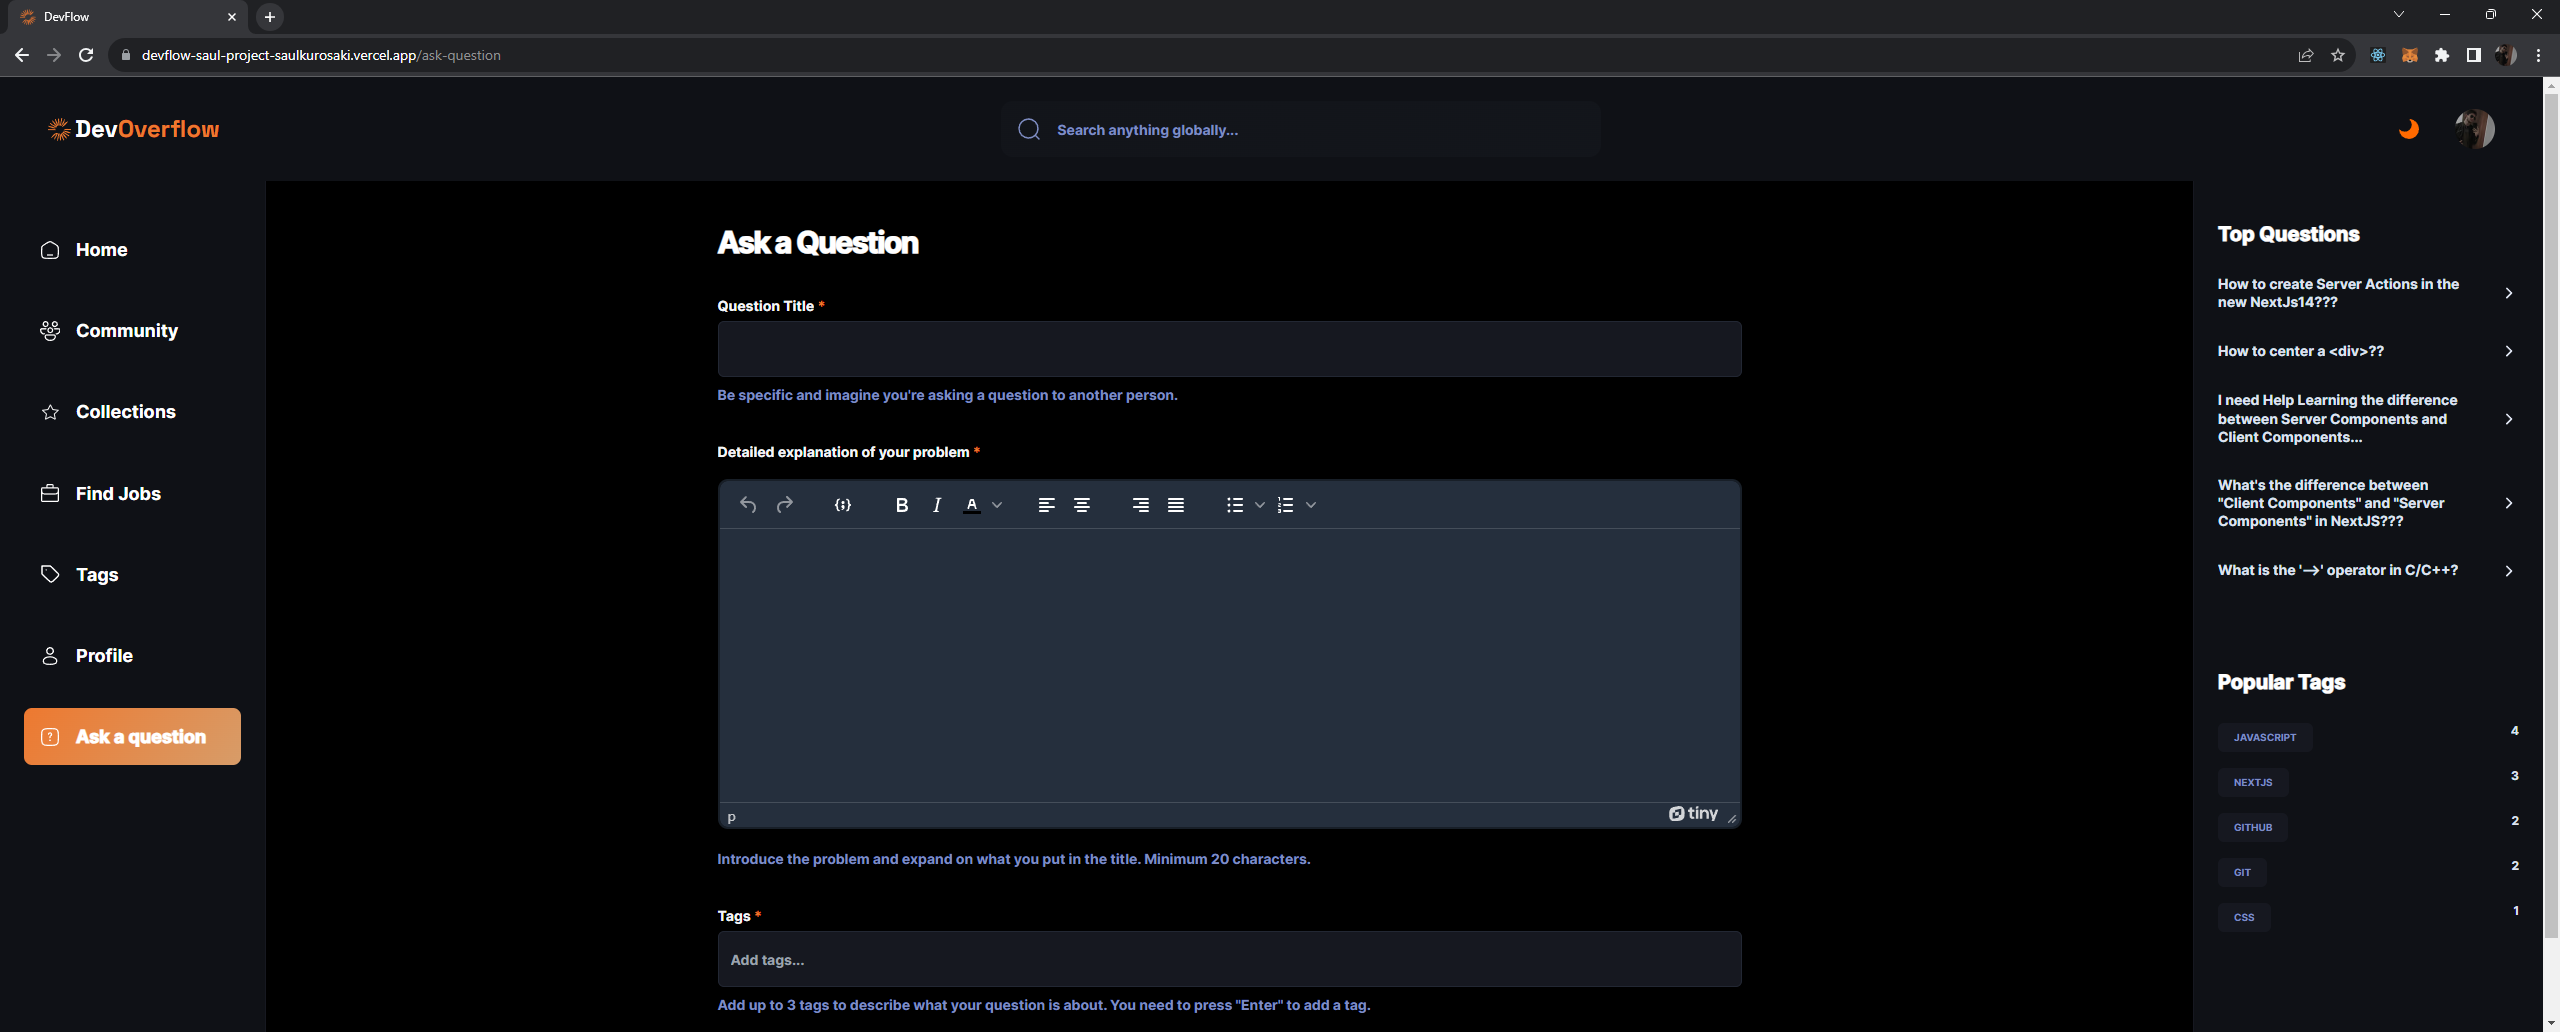 DevFlow
devflow-saul-project-saulkurosaki.vercel.app/ask-question
DevOverflow
Search anything globally...
Home
Community
Collections
Find Jobs
Tags
Profile
Ask a question
Ask a Question
Question Title *
Be specific and imagine you're asking a question to another person.
Detailed explanation of your problem *
B I A
p
tiny
Introduce the problem and expand on what you put in the title. Minimum 20 characters.
Tags *
Add tags...
Add up to 3 tags to describe what your question is about. You need to press "Enter" to add a tag.
Top Questions
How to create Server Actions in the
new NextJs14???
How to center a <div>??
I need Help Learning the difference
between Server Components and
Client Components...
What's the difference between
"Client Components" and "Server
Components" in NextJS???
What is the '-->' operator in C/C++?
Popular Tags
JAVASCRIPT 4
NEXTJS 3
GITHUB 2
GIT 2
CSS 1